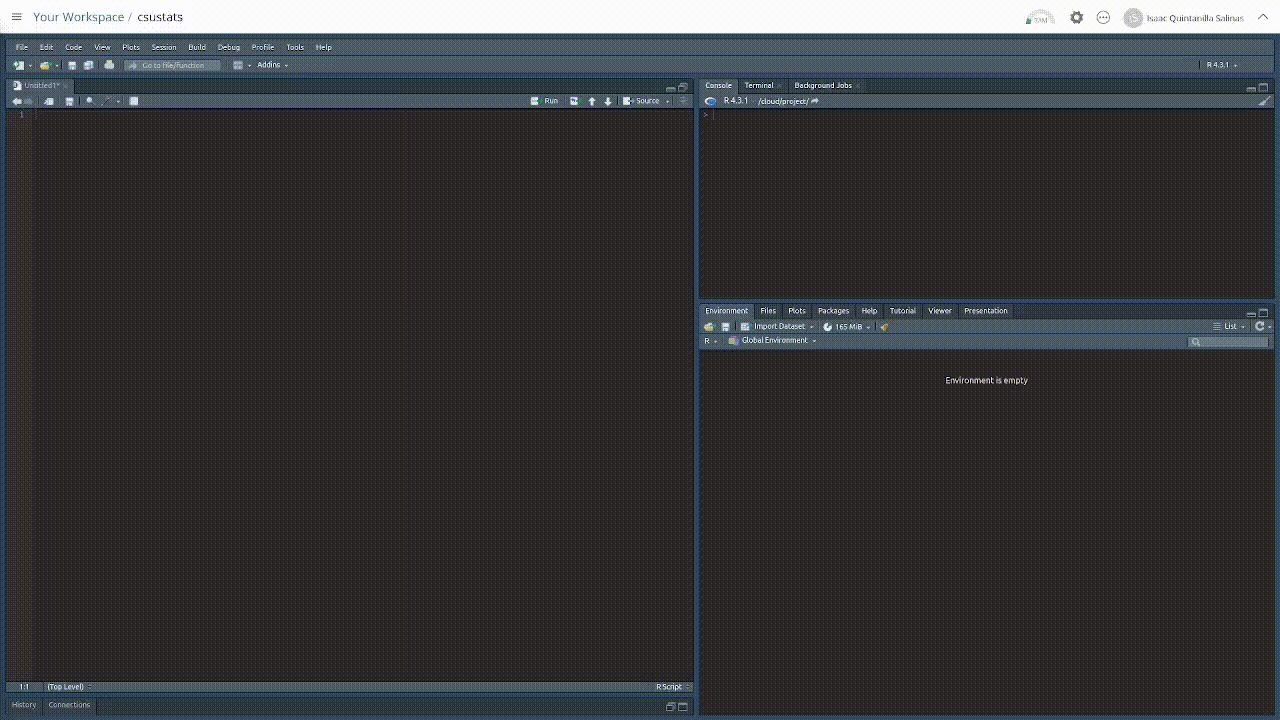 Your Workspace / csustats
RAM
S
Isaac Quintanilla Salinas
File Edit Code View Plots Session Build Debug Profile Tools Help
Go to file/function
Addins
R 4.3.1
Untitled1*
Run
Source
1
1:1
(Top Level)
R Script
History Connections
Console Terminal Background Jobs
R 4.3.1 · /cloud/project/
>
Environment Files Plots Packages Help Tutorial Viewer Presentation
Import Dataset
165 MiB
List
R
Global Environment
Environment is empty